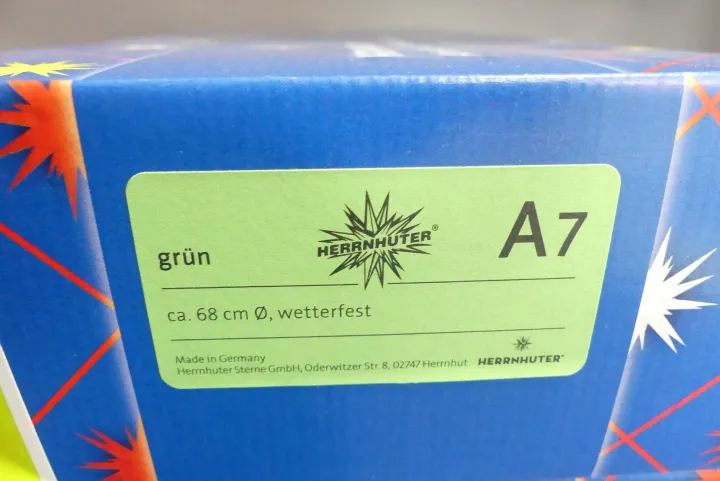 grün
HERRNHUTER®
A7
ca. 68 cm Ø, wetterfest
Made in Germany
Herrnhuter Sterne GmbH, Oderwitzer Str. 8, 02747 Herrnhut
HERRNHUTER®